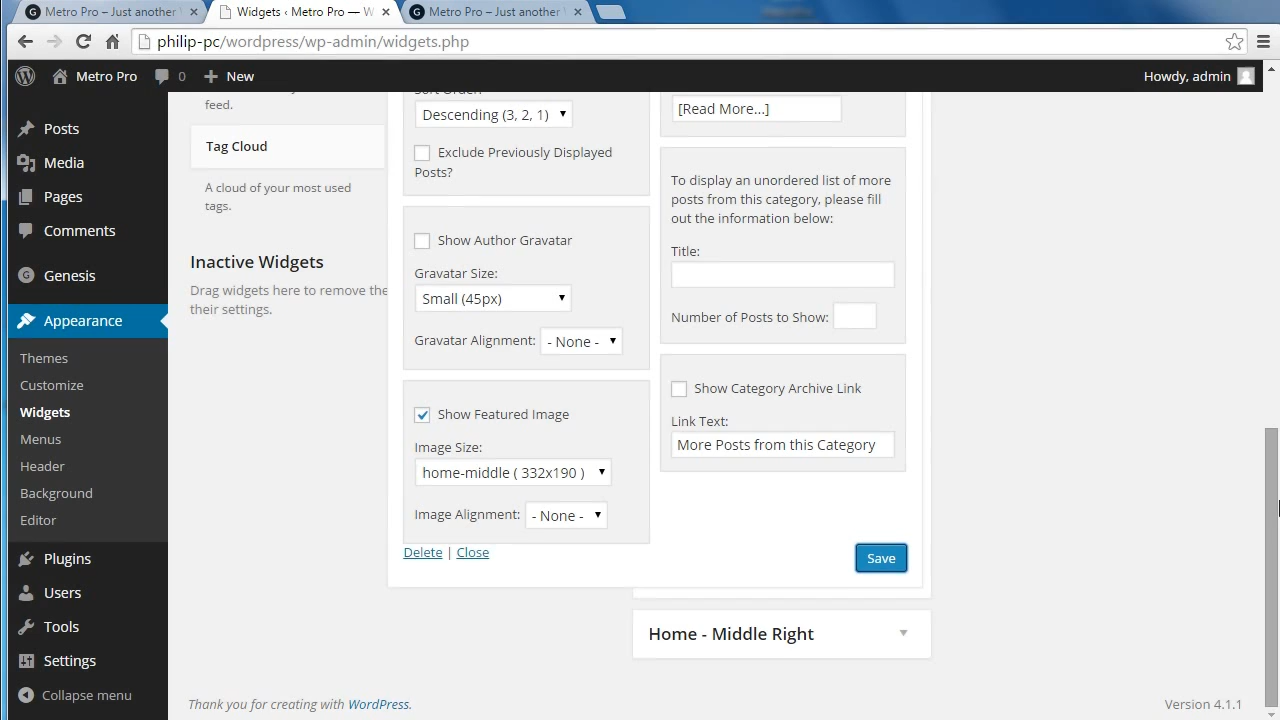 Metro Pro – Just another
Widgets ‹ Metro Pro — W
Metro Pro – Just another
philip-pc/wordpress/wp-admin/widgets.php
Metro Pro
0
New
Howdy, admin
Posts
Media
Pages
Comments
Genesis
Appearance
Themes
Customize
Widgets
Menus
Header
Background
Editor
Plugins
Users
Tools
Settings
Collapse menu
feed.
Tag Cloud
A cloud of your most used
tags.
Inactive Widgets
Drag widgets here to remove the
their settings.
Sort Order:
Descending (3, 2, 1)
Exclude Previously Displayed
Posts?
Show Author Gravatar
Gravatar Size:
Small (45px)
Gravatar Alignment: - None -
Show Featured Image
Image Size:
home-middle ( 332x190 )
Image Alignment: - None -
Delete | Close
[Read More...]
To display an unordered list of more
posts from this category, please fill
out the information below:
Title:
Number of Posts to Show:
Show Category Archive Link
Link Text:
More Posts from this Category
Save
Home - Middle Right
Thank you for creating with WordPress.
Version 4.1.1